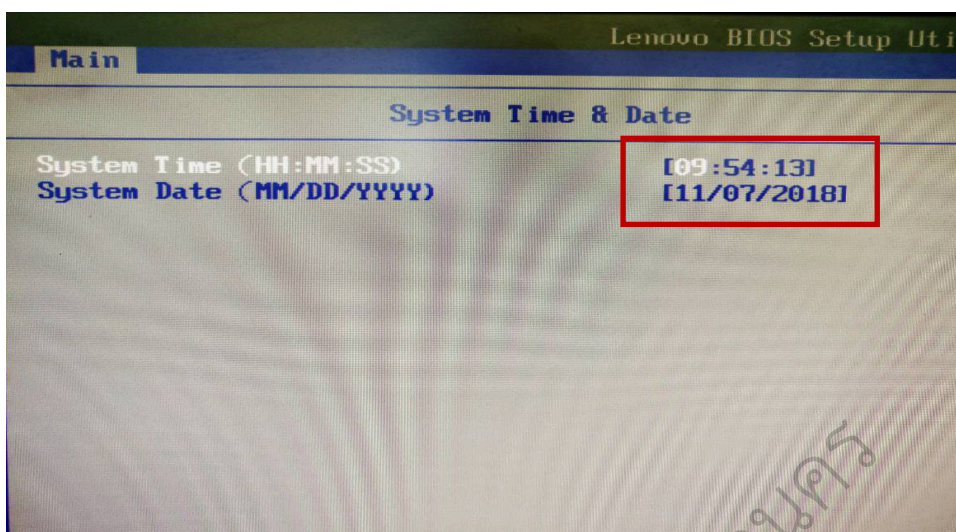 Lenovo BIOS Setup
Main
System Time & Date
System Time (HH:MM:SS) [09:54:13]
System Date (MM/DD/YYYY) [11/07/2018]